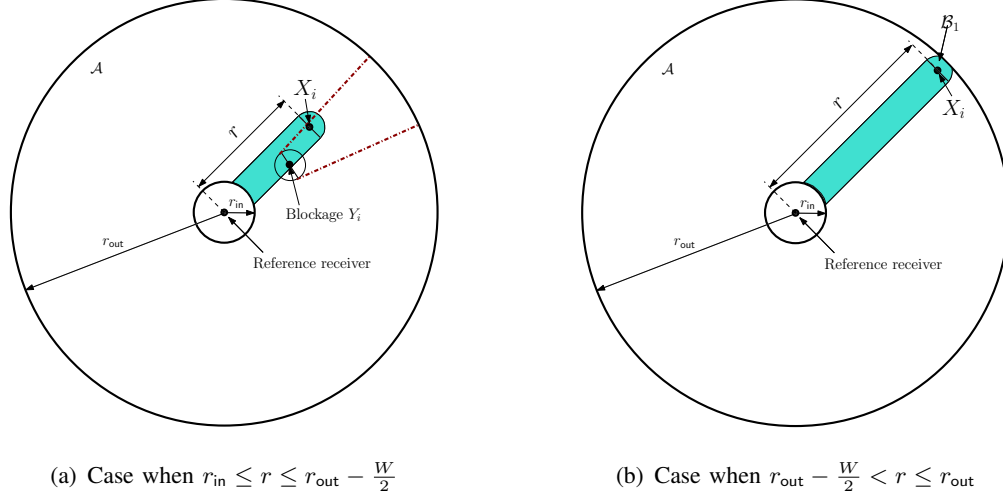 𝒜
X_i
r
r_in
Blockage Y_i
r_out
Reference receiver
(a) Case when r_in ≤ r ≤ r_out − W/2
ℬ_1
𝒜
X_i
r
r_in
r_out
Reference receiver
(b) Case when r_out − W/2 < r ≤ r_out